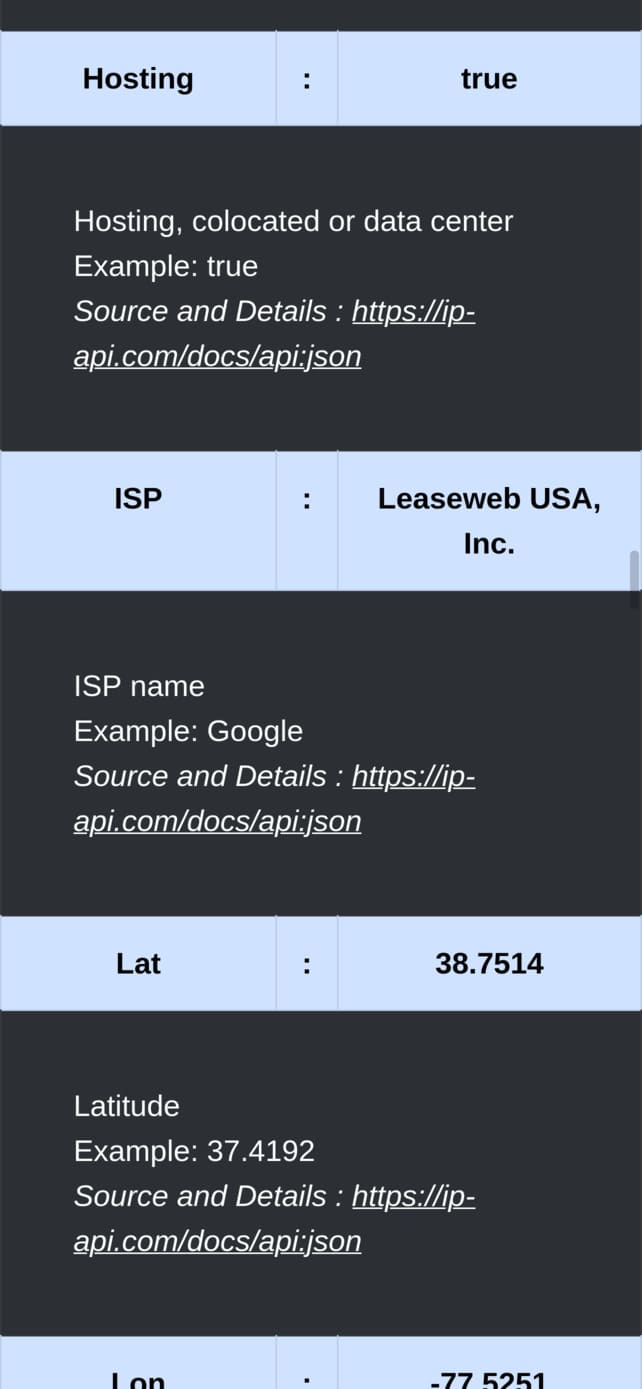 Hosting : true
Hosting, colocated or data center
Example: true
Source and Details : https://ip-
api.com/docs/api:json
ISP : Leaseweb USA,
Inc.
ISP name
Example: Google
Source and Details : https://ip-
api.com/docs/api:json
Lat : 38.7514
Latitude
Example: 37.4192
Source and Details : https://ip-
api.com/docs/api:json
Lon : -77.5251